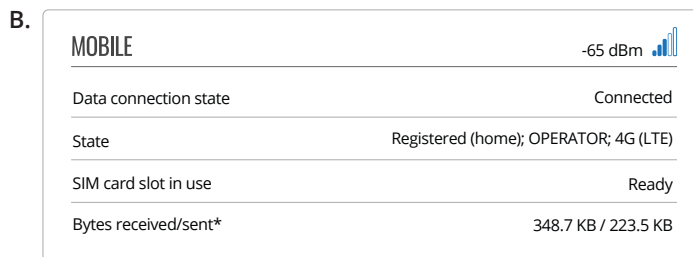 B.
MOBILE -65 dBm
Data connection state Connected
State Registered (home); OPERATOR; 4G (LTE)
SIM card slot in use Ready
Bytes received/sent* 348.7 KB / 223.5 KB